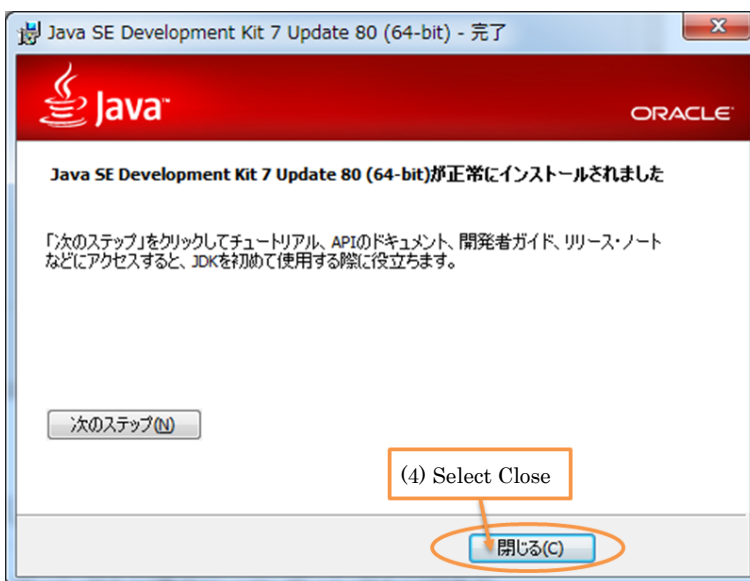 Java SE Development Kit 7 Update 80 (64-bit) - 完了
Java™
ORACLE
Java SE Development Kit 7 Update 80 (64-bit)が正常にインストールされました
「次のステップ」をクリックしてチュートリアル、APIのドキュメント、開発者ガイド、リリース・ノート
などにアクセスすると、JDKを初めて使用する際に役立ちます。
次のステップ(N)
(4) Select Close
閉じる(C)